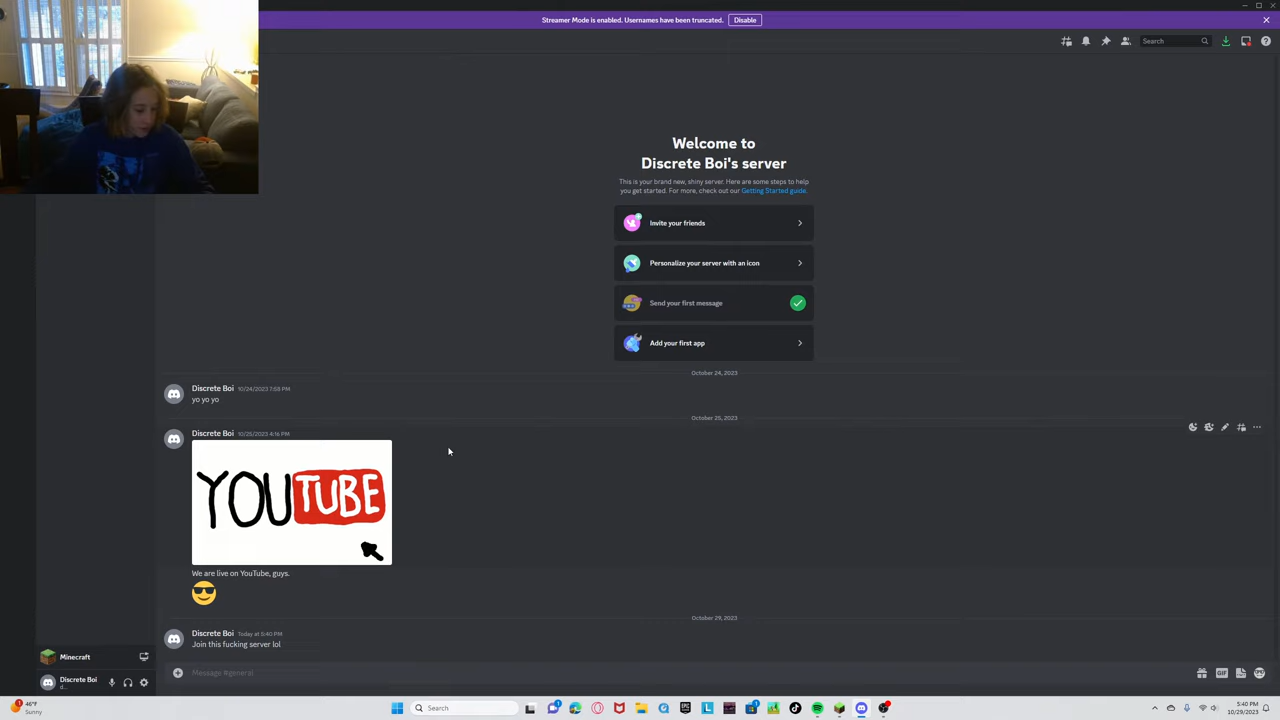 Streamer Mode is enabled. Usernames have been truncated. Disable
Search
Welcome to
Discrete Boi's server
This is your brand new, shiny server. Here are some steps to help
you get started. For more, check out our Getting Started guide.
Invite your friends
Personalize your server with an icon
Send your first message
Add your first app
October 24, 2023
Discrete Boi 10/24/2023 7:58 PM
yo yo yo
October 25, 2023
Discrete Boi 10/25/2023 4:16 PM
YOUTUBE
We are live on YouTube, guys.
October 29, 2023
Discrete Boi Today at 5:40 PM
Join this fucking server lol
Minecraft
Message #general
Discrete Boi
d...
GIF
46°F
Sunny
Search
5:40 PM
10/29/2023